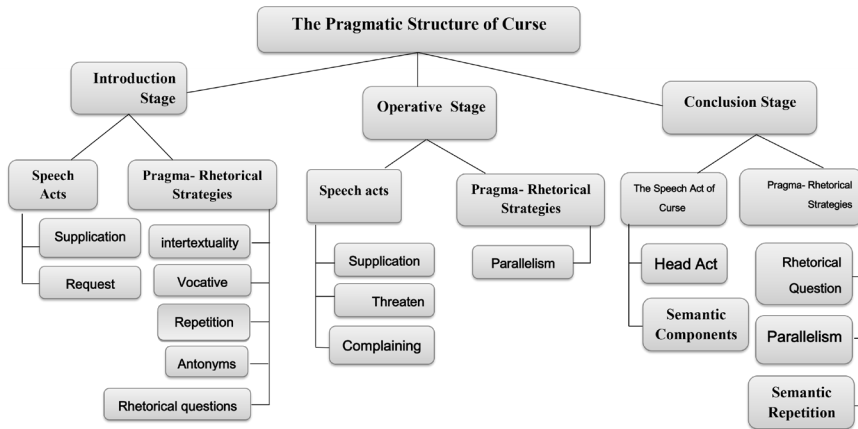 The Pragmatic Structure of Curse
Introduction
Stage
Operative Stage
Conclusion Stage
Speech
Acts
Pragma- Rhetorical
Strategies
Speech acts
Pragma- Rhetorical
Strategies
The Speech Act of
Curse
Pragma- Rhetorical
Strategies
Supplication
Request
intertextuality
Vocative
Repetition
Antonyms
Rhetorical questions
Supplication
Threaten
Complaining
Parallelism
Head Act
Semantic
Components
Rhetorical
Question
Parallelism
Semantic
Repetition